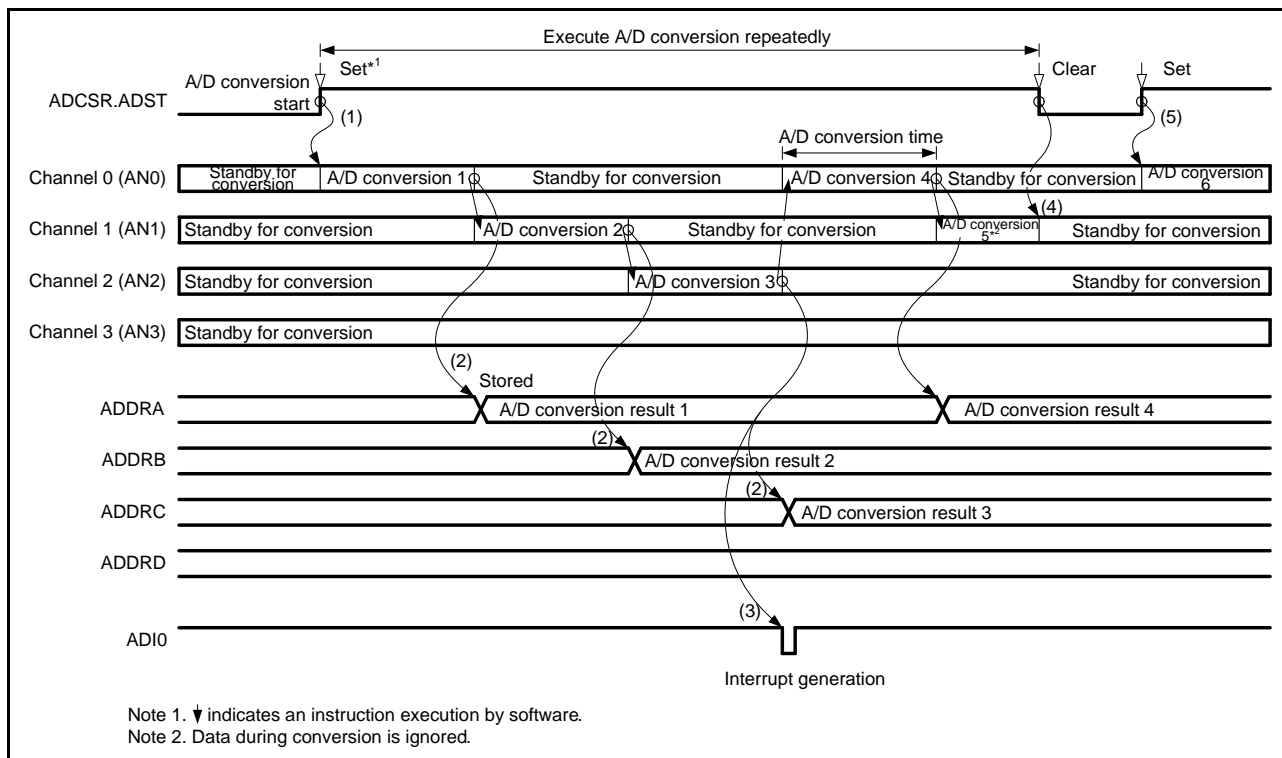 Execute A/D conversion repeatedly
Set*1
Clear
Set
A/D conversion
start
ADCSR.ADST
(1)
(5)
A/D conversion time
Channel 0 (AN0)
Standby for
conversion
A/D conversion 1
Standby for conversion
A/D conversion 4
Standby for conversion
A/D conversion
6
(4)
Channel 1 (AN1)
Standby for conversion
A/D conversion 2
Standby for conversion
A/D conversion
5*2
Standby for conversion
Channel 2 (AN2)
Standby for conversion
A/D conversion 3
Standby for conversion
Channel 3 (AN3)
Standby for conversion
(2)
Stored
ADDRA
A/D conversion result 1
A/D conversion result 4
(2)
ADDRB
A/D conversion result 2
(2)
ADDRC
A/D conversion result 3
ADDRD
(3)
ADI0
Interrupt generation
Note 1. indicates an instruction execution by software.
Note 2. Data during conversion is ignored.